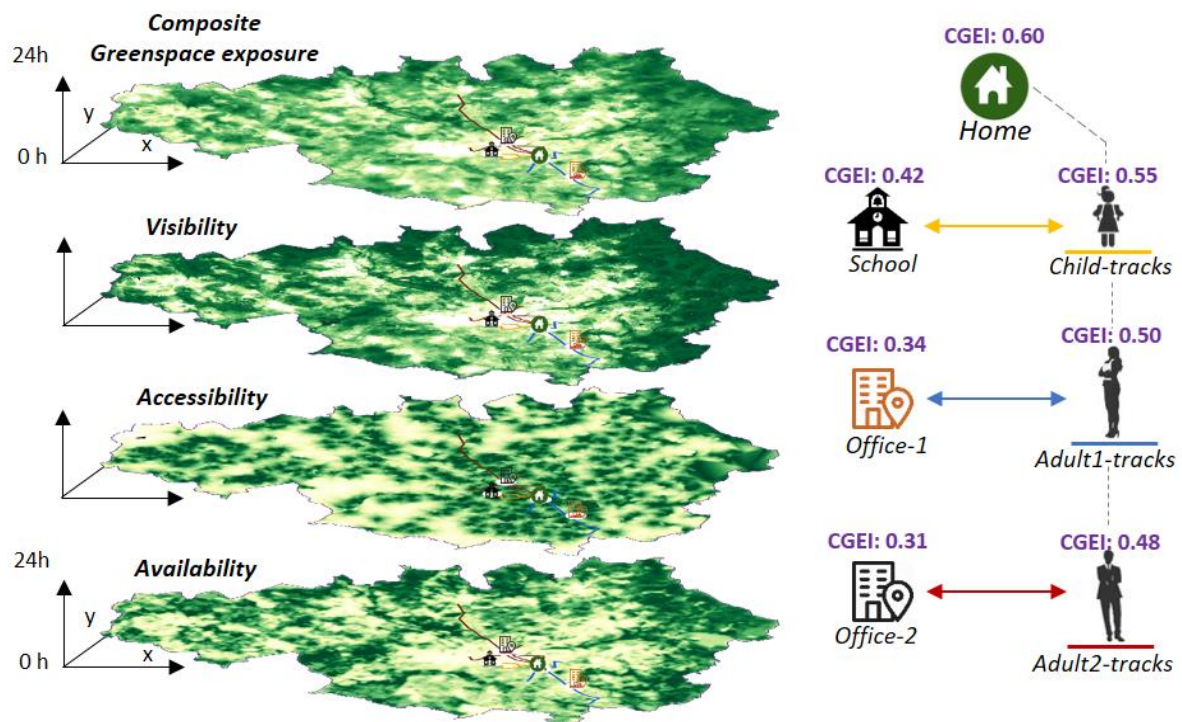 Composite
Greenspace exposure
24h
y
x
0 h
Visibility
Accessibility
24h
Availability
y
x
0 h
CGEI: 0.60
Home
CGEI: 0.42
CGEI: 0.55
School
Child-tracks
CGEI: 0.34
CGEI: 0.50
Office-1
Adult1-tracks
CGEI: 0.31
CGEI: 0.48
Office-2
Adult2-tracks